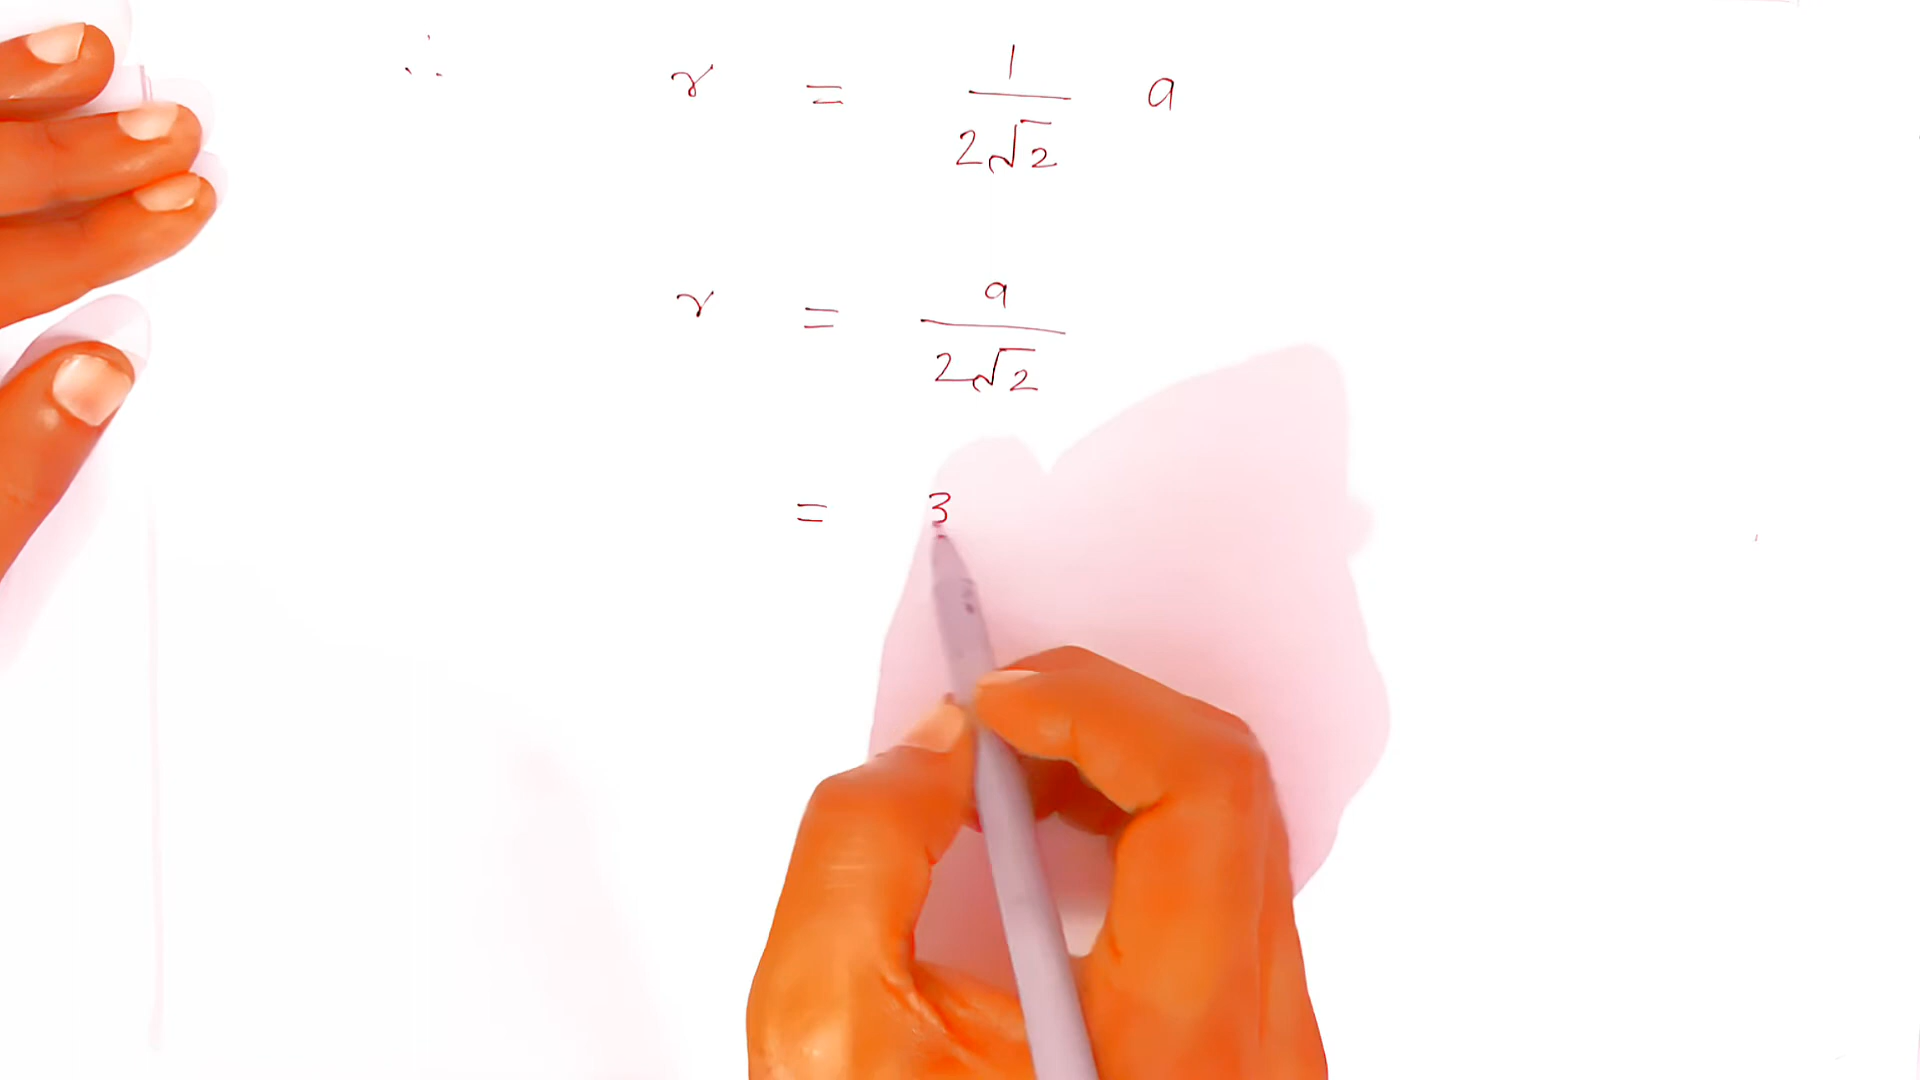 ∴ r = 1/2√2 a
r = a/2√2
= 3